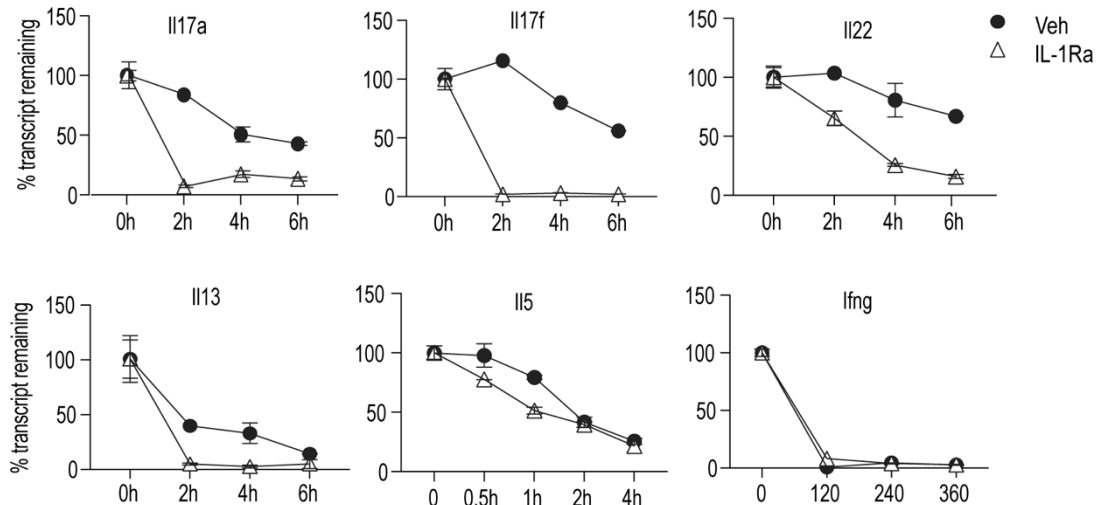 Il17a
Il17f
Il22
Veh
IL-1Ra
% transcript remaining
150
100
50
0
0h 2h 4h 6h
150
100
50
0
0h 2h 4h 6h
150
100
50
0
0h 2h 4h 6h
Il13
Il5
Ifng
% transcript remaining
150
100
50
0
0h 2h 4h 6h
150
100
50
0
0 0.5h 1h 2h 4h
150
100
50
0
0 120 240 360